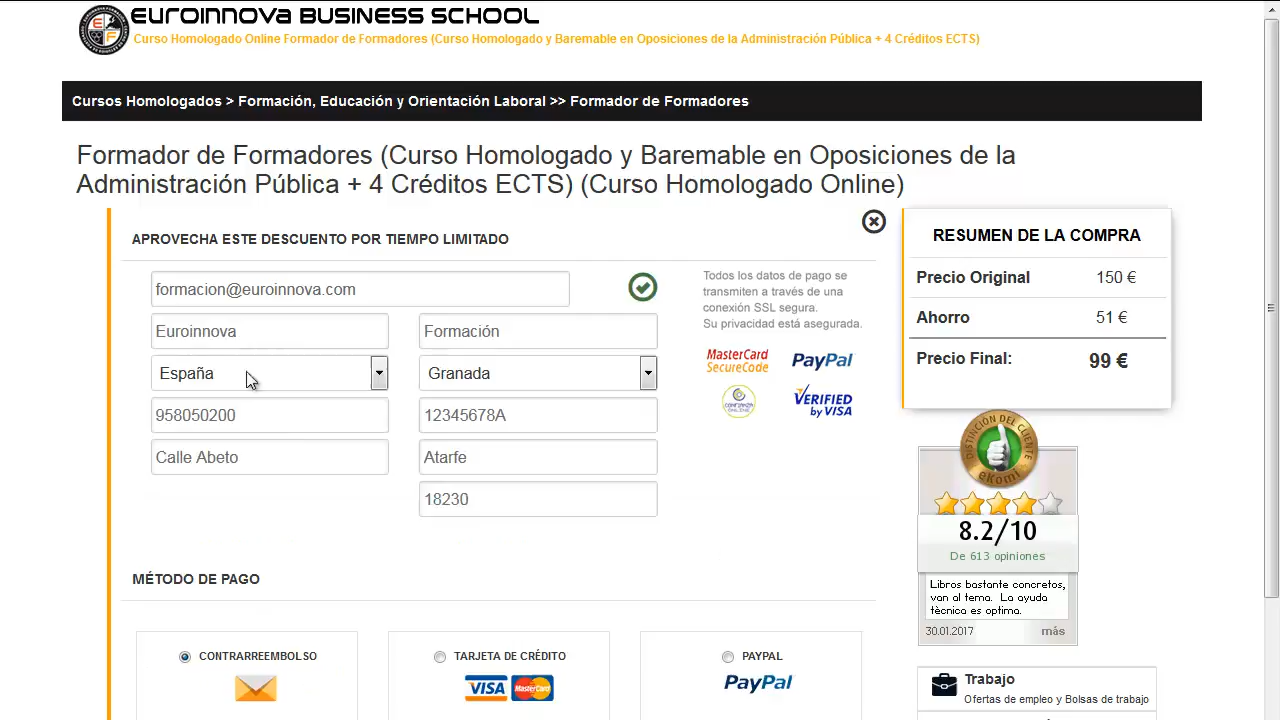 EUROINNOVA BUSINESS SCHOOL
Curso Homologado Online Formador de Formadores (Curso Homologado y Baremable en Oposiciones de la Administración Pública + 4 Créditos ECTS)
Cursos Homologados > Formación, Educación y Orientación Laboral >> Formador de Formadores
Formador de Formadores (Curso Homologado y Baremable en Oposiciones de la
Administración Pública + 4 Créditos ECTS) (Curso Homologado Online)
APROVECHA ESTE DESCUENTO POR TIEMPO LIMITADO
formacion@euroinnova.com
Euroinnova
Formación
España
Granada
958050200
12345678A
Calle Abeto
Atarfe
18230
Todos los datos de pago se
transmiten a través de una
conexión SSL segura.
Su privacidad está asegurada.
MasterCard
SecureCode
PayPal
CONFIANZA
ONLINE
VERIFIED
by VISA
RESUMEN DE LA COMPRA
Precio Original 150 €
Ahorro 51 €
Precio Final: 99 €
DISTINCIÓN DEL CLIENTE
eKomi
8.2/10
De 613 opiniones
Libros bastante concretos,
van al tema. La ayuda
tècnica es optima.
30.01.2017 más
MÉTODO DE PAGO
CONTRARREEMBOLSO
TARJETA DE CRÉDITO
VISA MasterCard
PAYPAL
PayPal
Trabajo
Ofertas de empleo y Bolsas de trabajo